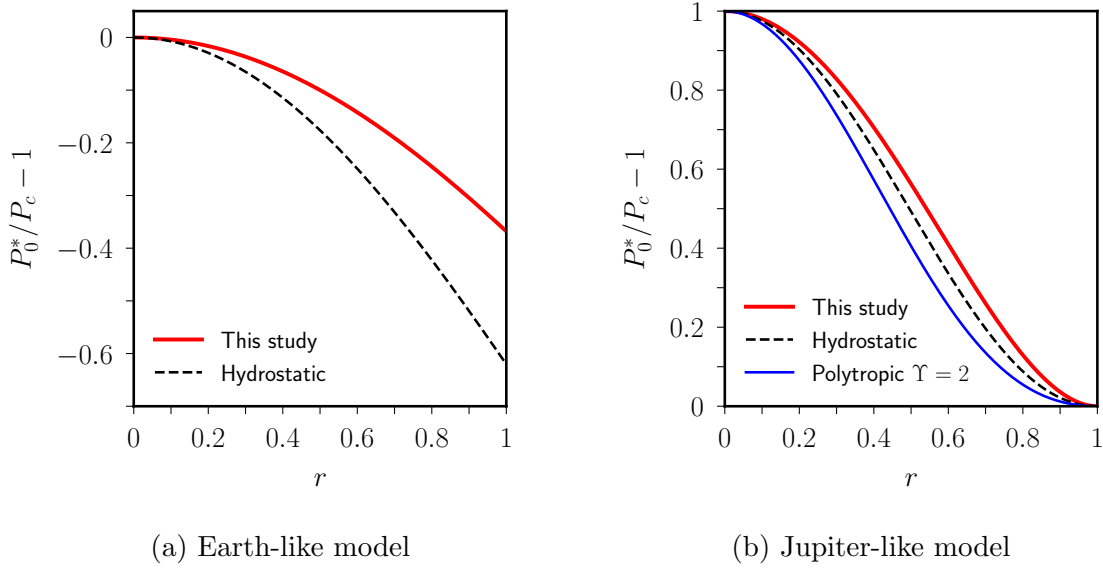 0
−0.2
−0.4
−0.6
P₀*/P_c − 1
This study
Hydrostatic
0 0.2 0.4 0.6 0.8 1
r
(a) Earth-like model
1
0.8
0.6
0.4
0.2
0
P₀*/P_c − 1
This study
Hydrostatic
Polytropic ϒ = 2
0 0.2 0.4 0.6 0.8 1
r
(b) Jupiter-like model